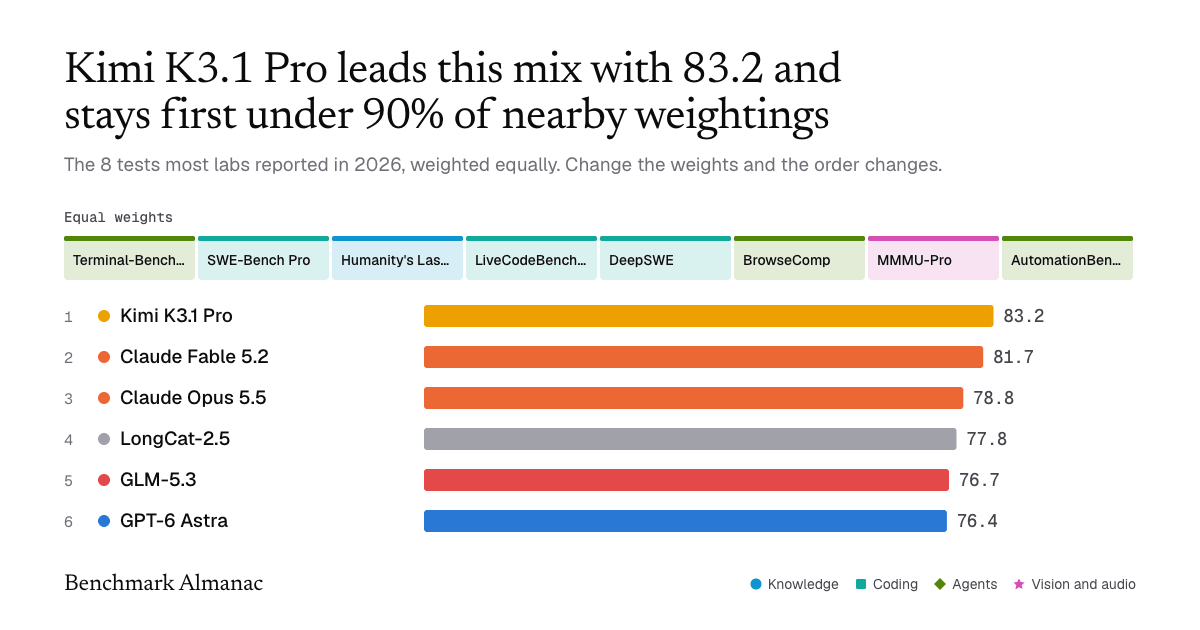 Kimi K3.1 Pro leads this mix with 83.2 and
stays first under 90% of nearby weightings
The 8 tests most labs reported in 2026, weighted equally. Change the weights and the order changes.
Equal weights
Terminal-Bench… SWE-Bench Pro Humanity's Las… LiveCodeBench… DeepSWE BrowseComp MMMU-Pro AutomationBen…
1 Kimi K3.1 Pro 83.2
2 Claude Fable 5.2 81.7
3 Claude Opus 5.5 78.8
4 LongCat-2.5 77.8
5 GLM-5.3 76.7
6 GPT-6 Astra 76.4
Benchmark Almanac Knowledge Coding Agents Vision and audio